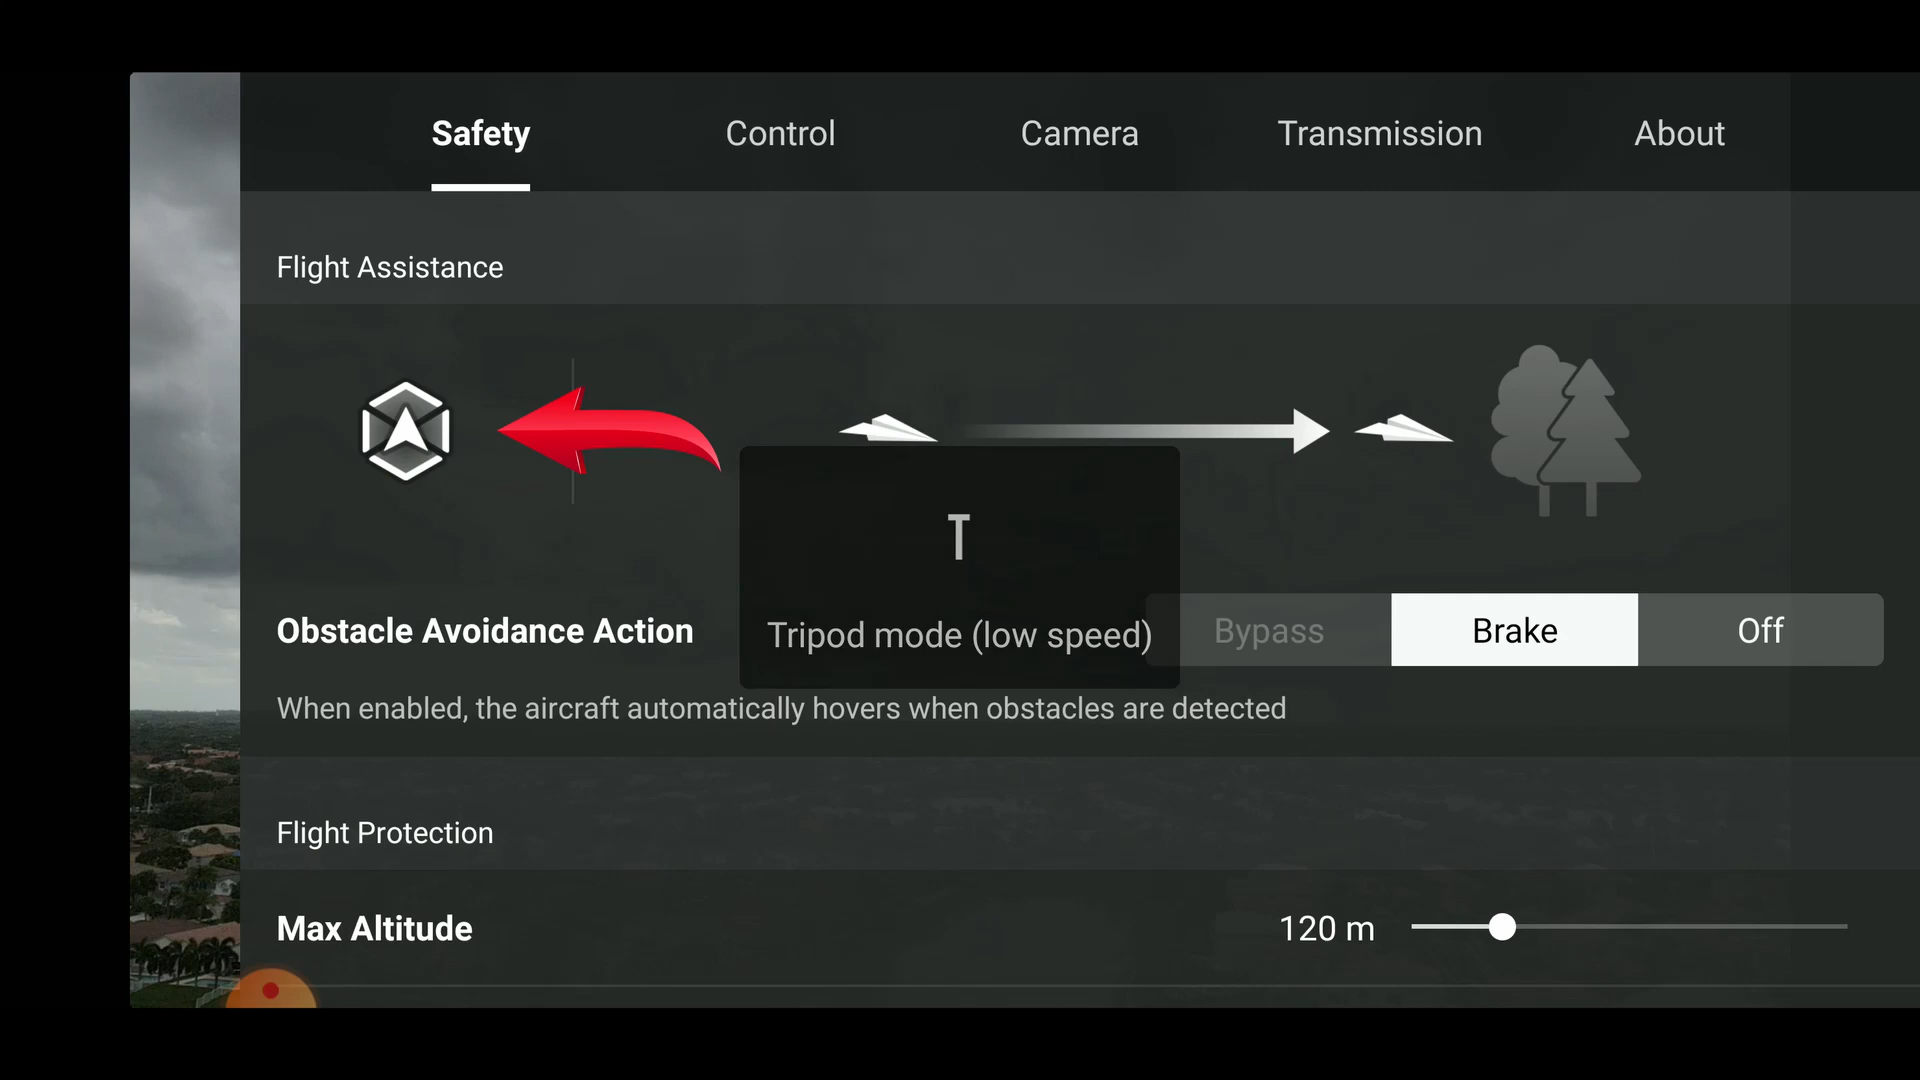 Safety Control Camera Transmission About
Flight Assistance
T
Tripod mode (low speed)
Obstacle Avoidance Action
Bypass Brake Off
When enabled, the aircraft automatically hovers when obstacles are detected
Flight Protection
Max Altitude 120 m